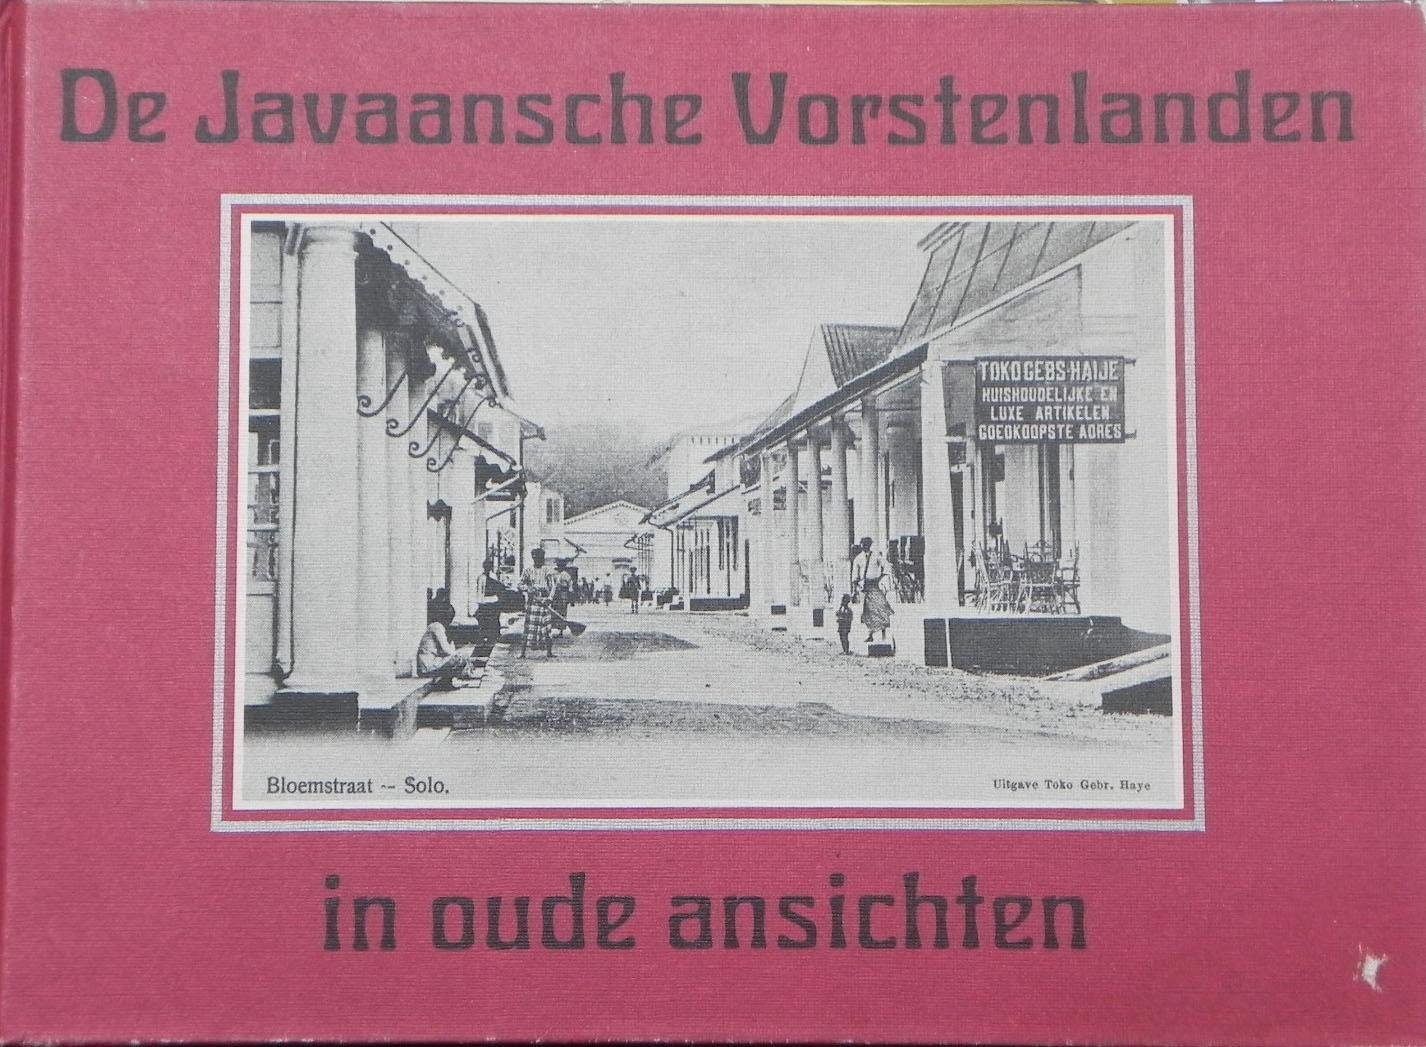 De Javaansche Vorstenlanden
TOKO GEBS HAIJE
HUISHOUDELIJKE EN
LUXE ARTIKELEN
GOEDKOOPSTE ADRES
Bloemstraat -- Solo.
Uitgave Toko Gebr. Haye
in oude ansichten